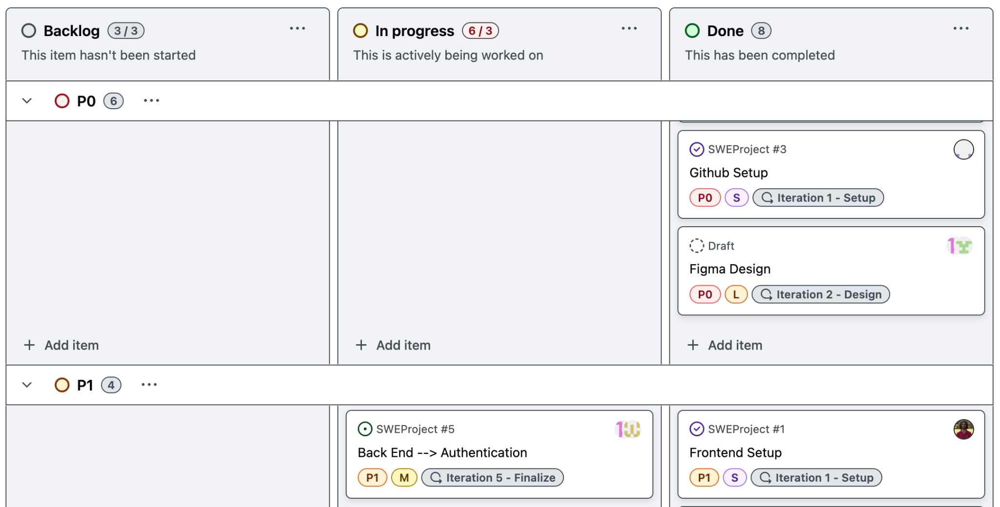 Backlog 3 / 3
This item hasn't been started
In progress 6 / 3
This is actively being worked on
Done 8
This has been completed
P0 6
SWEProject #3
Github Setup
P0 S Iteration 1 - Setup
Draft
Figma Design
P0 L Iteration 2 - Design
Add item
Add item
Add item
P1 4
SWEProject #5
Back End --> Authentication
P1 M Iteration 5 - Finalize
SWEProject #1
Frontend Setup
P1 S Iteration 1 - Setup